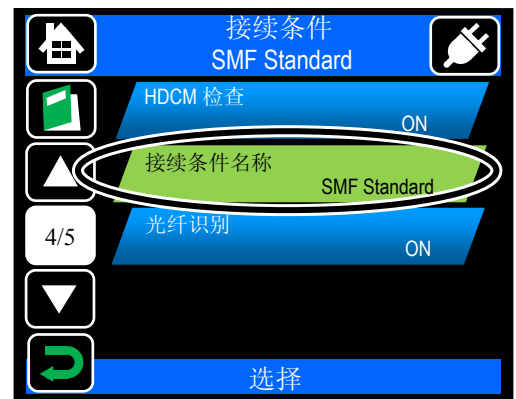 接续条件
SMF Standard
HDCM 检查
ON
接续条件名称
SMF Standard
4/5
光纤识别
ON
选择